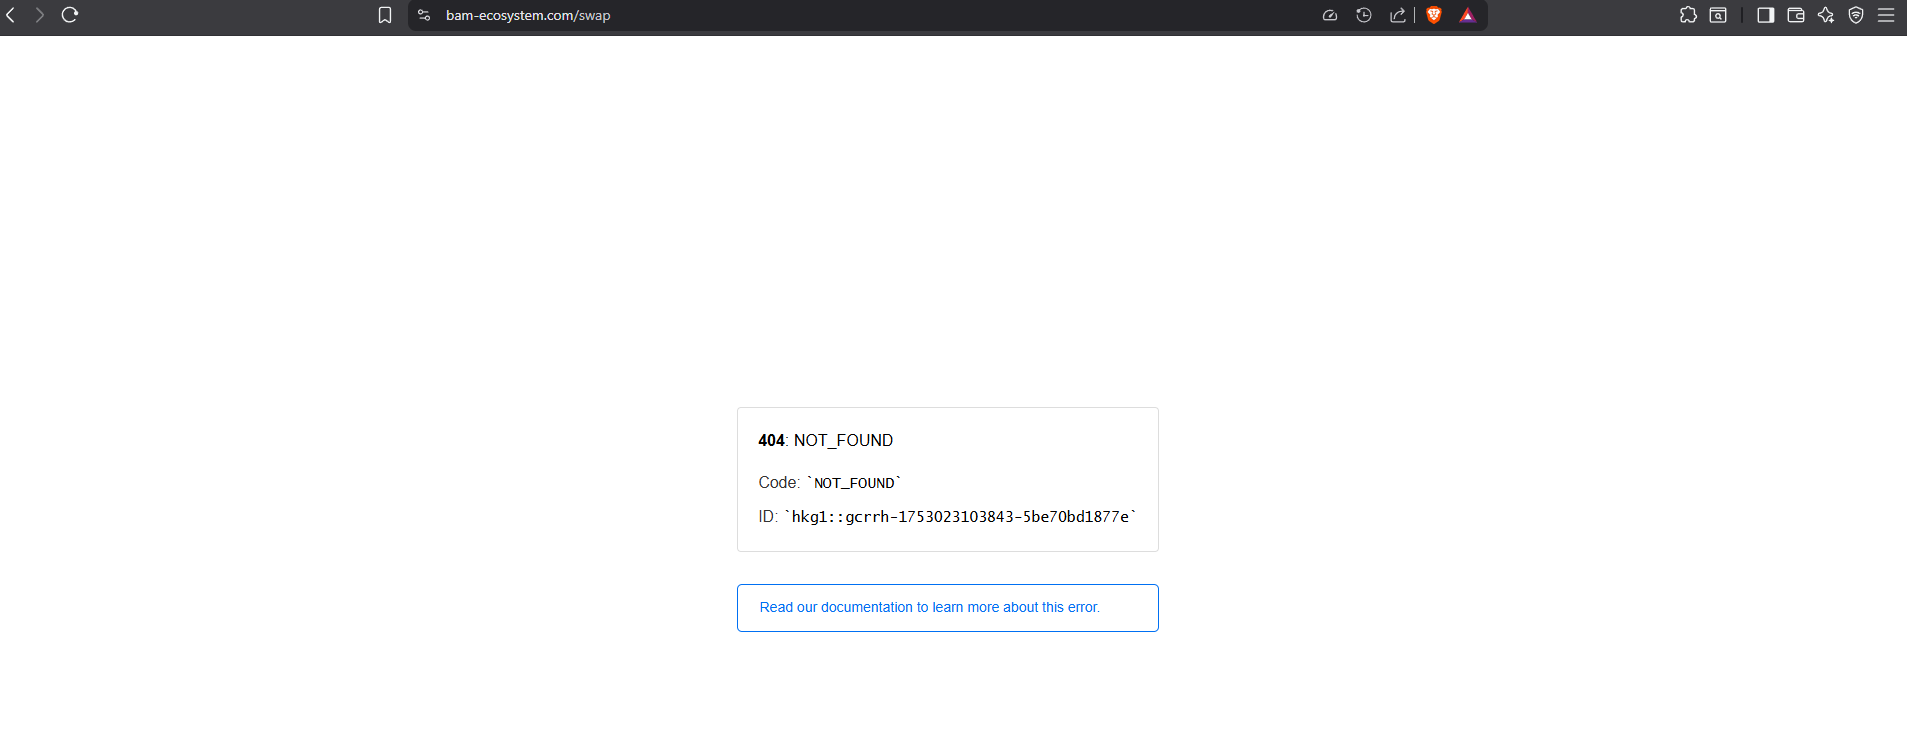 bam-ecosystem.com/swap
404: NOT_FOUND
Code: `NOT_FOUND`
ID: `hkg1::gcrrh-1753023103843-5be70bd1877e`
Read our documentation to learn more about this error.